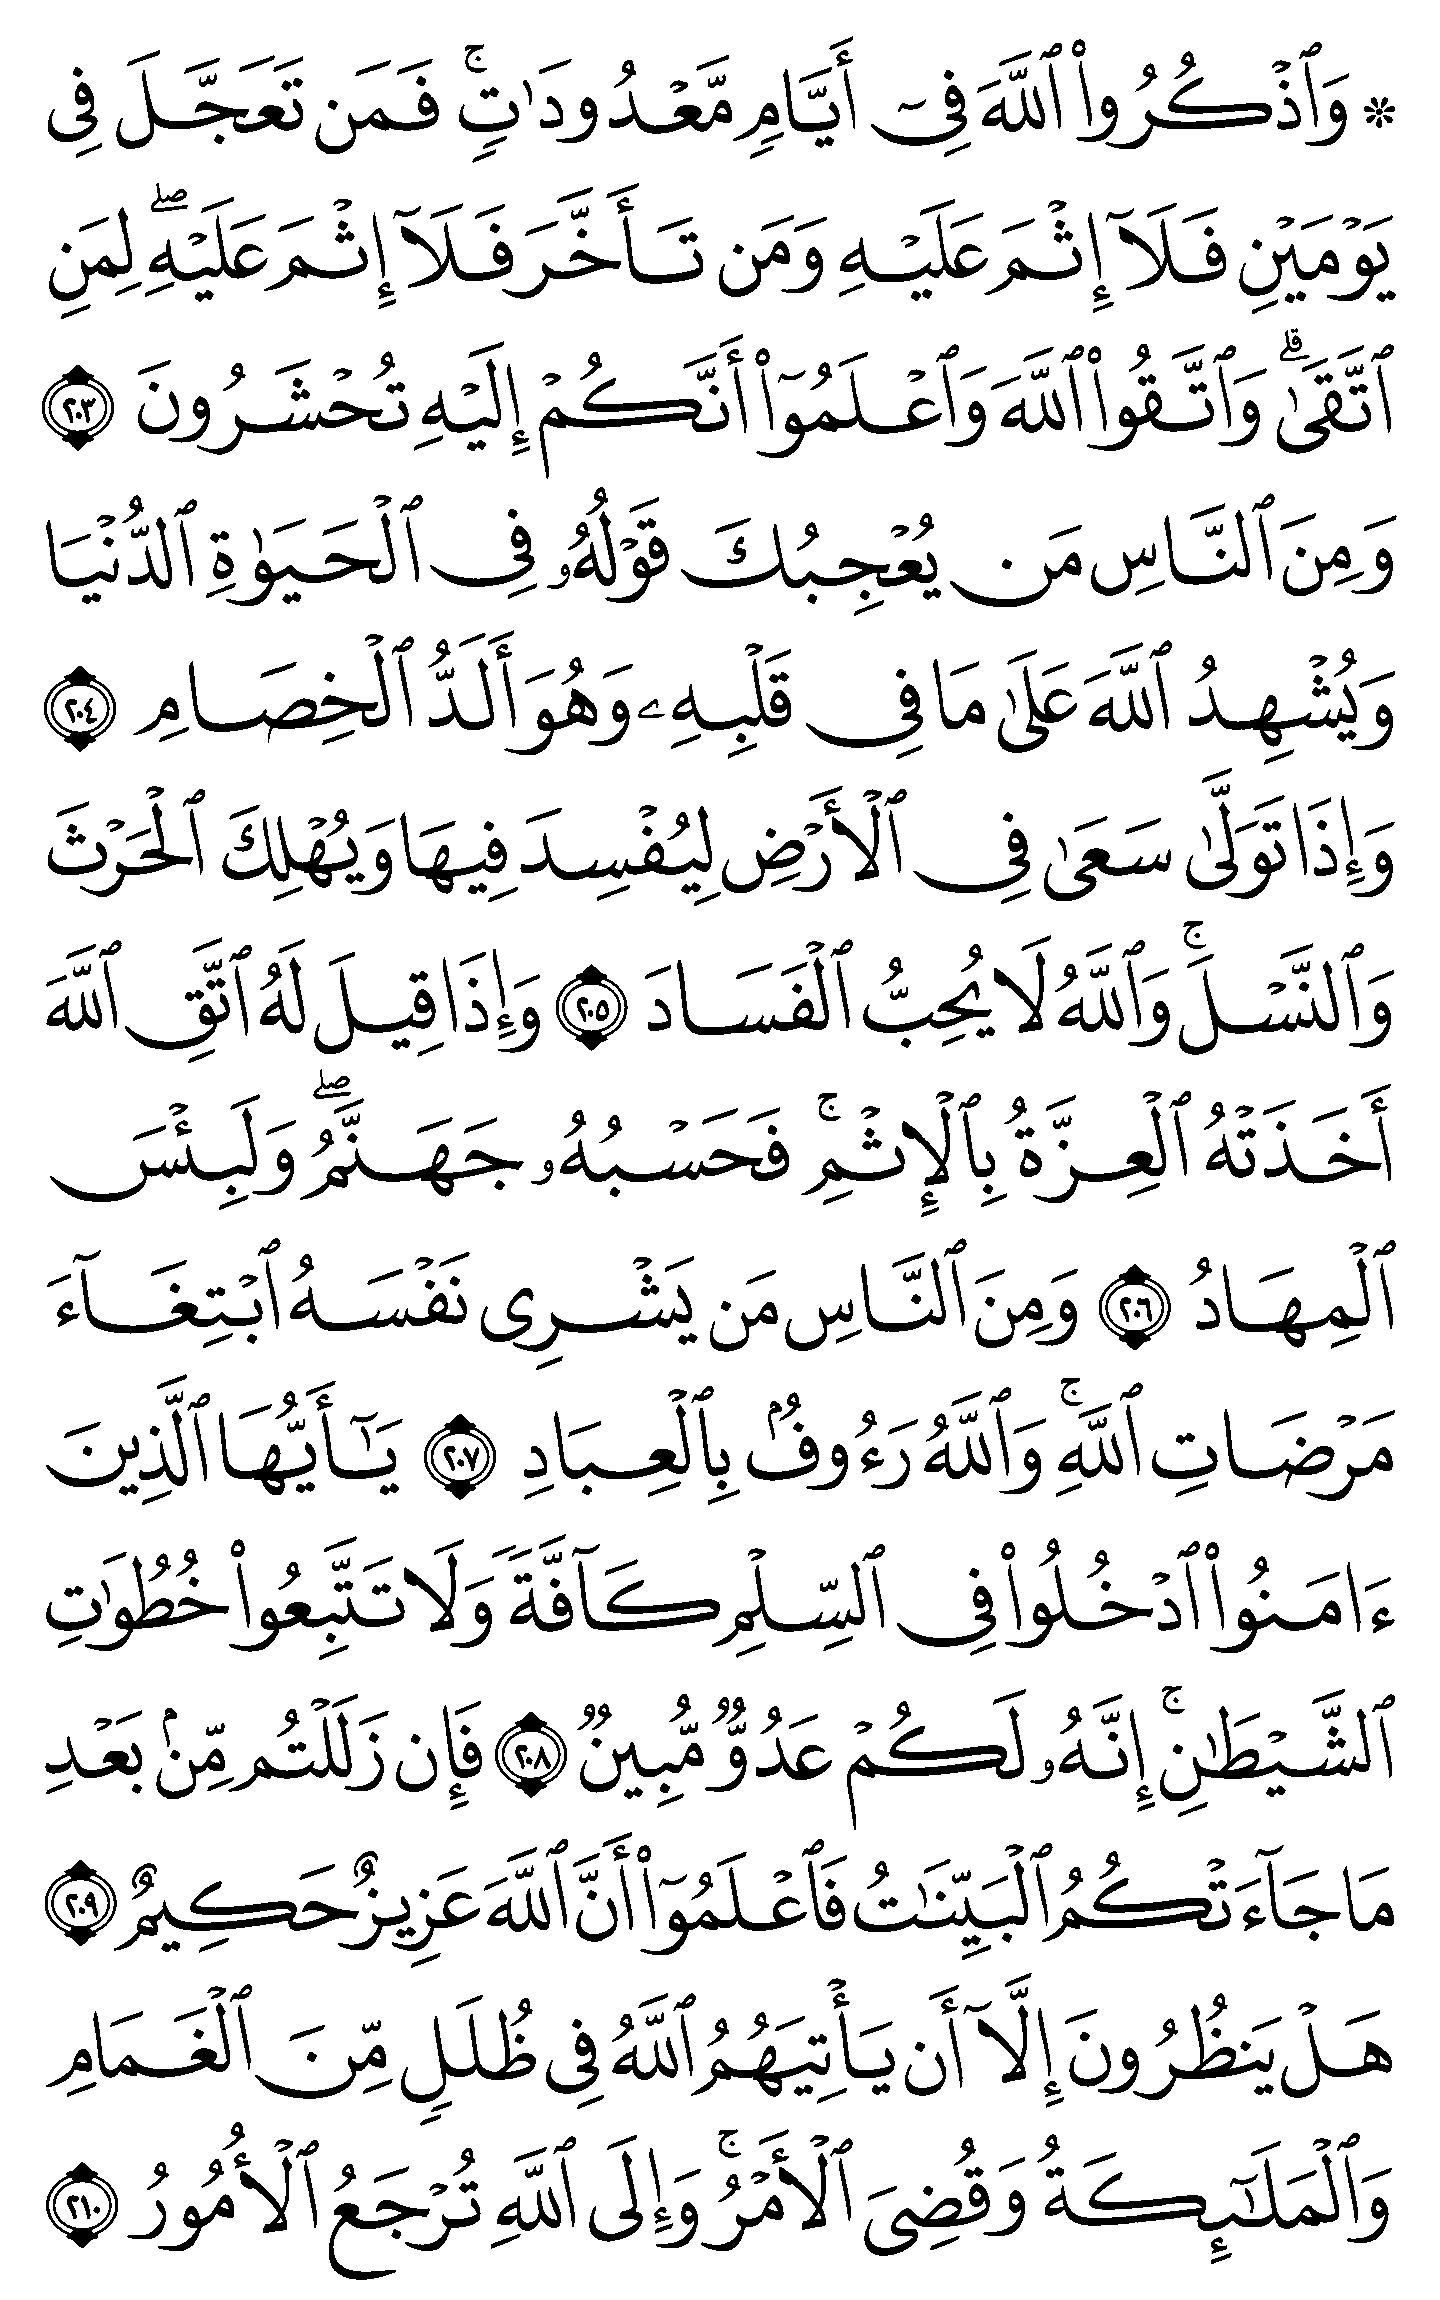 ۞ وَٱذۡكُرُواْ ٱللَّهَ فِيٓ أَيَّامٖ مَّعۡدُودَٰتٖۚ فَمَن تَعَجَّلَ فِي
يَوۡمَيۡنِ فَلَآ إِثۡمَ عَلَيۡهِ وَمَن تَأَخَّرَ فَلَآ إِثۡمَ عَلَيۡهِۖ لِمَنِ
ٱتَّقَىٰۗ وَٱتَّقُواْ ٱللَّهَ وَٱعۡلَمُوٓاْ أَنَّكُمۡ إِلَيۡهِ تُحۡشَرُونَ ٢٠٣
وَمِنَ ٱلنَّاسِ مَن يُعۡجِبُكَ قَوۡلُهُۥ فِي ٱلۡحَيَوٰةِ ٱلدُّنۡيَا
وَيُشۡهِدُ ٱللَّهَ عَلَىٰ مَا فِي قَلۡبِهِۦ وَهُوَ أَلَدُّ ٱلۡخِصَامِ ٢٠٤
وَإِذَا تَوَلَّىٰ سَعَىٰ فِي ٱلۡأَرۡضِ لِيُفۡسِدَ فِيهَا وَيُهۡلِكَ ٱلۡحَرۡثَ
وَٱلنَّسۡلَۚ وَٱللَّهُ لَا يُحِبُّ ٱلۡفَسَادَ ٢٠٥ وَإِذَا قِيلَ لَهُ ٱتَّقِ ٱللَّهَ
أَخَذَتۡهُ ٱلۡعِزَّةُ بِٱلۡإِثۡمِۚ فَحَسۡبُهُۥ جَهَنَّمُۖ وَلَبِئۡسَ
ٱلۡمِهَادُ ٢٠٦ وَمِنَ ٱلنَّاسِ مَن يَشۡرِي نَفۡسَهُ ٱبۡتِغَآءَ
مَرۡضَاتِ ٱللَّهِۚ وَٱللَّهُ رَءُوفُۢ بِٱلۡعِبَادِ ٢٠٧ يَٰٓأَيُّهَا ٱلَّذِينَ
ءَامَنُواْ ٱدۡخُلُواْ فِي ٱلسِّلۡمِ كَآفَّةٗ وَلَا تَتَّبِعُواْ خُطُوَٰتِ
ٱلشَّيۡطَٰنِۚ إِنَّهُۥ لَكُمۡ عَدُوّٞ مُّبِينٞ ٢٠٨ فَإِن زَلَلۡتُم مِّنۢ بَعۡدِ
مَا جَآءَتۡكُمُ ٱلۡبَيِّنَٰتُ فَٱعۡلَمُوٓاْ أَنَّ ٱللَّهَ عَزِيزٌ حَكِيمٌ ٢٠٩
هَلۡ يَنظُرُونَ إِلَّآ أَن يَأۡتِيَهُمُ ٱللَّهُ فِي ظُلَلٖ مِّنَ ٱلۡغَمَامِ
وَٱلۡمَلَٰٓئِكَةُ وَقُضِيَ ٱلۡأَمۡرُۚ وَإِلَى ٱللَّهِ تُرۡجَعُ ٱلۡأُمُورُ ٢١٠